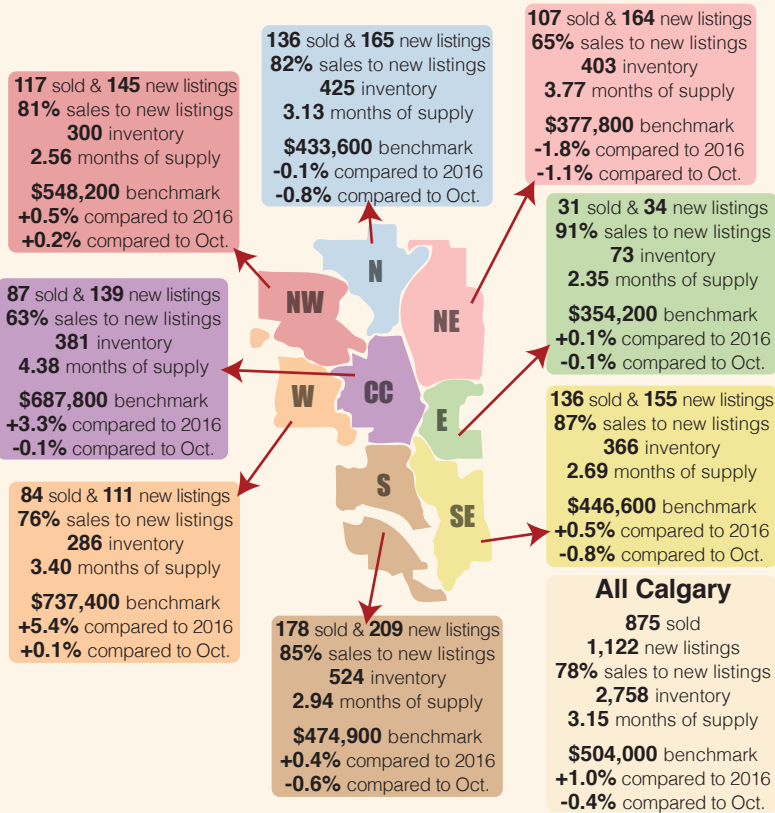 117 sold & 145 new listings
81% sales to new listings
300 inventory
2.56 months of supply
$548,200 benchmark
+0.5% compared to 2016
+0.2% compared to Oct.
136 sold & 165 new listings
82% sales to new listings
425 inventory
3.13 months of supply
$433,600 benchmark
-0.1% compared to 2016
-0.8% compared to Oct.
107 sold & 164 new listings
65% sales to new listings
403 inventory
3.77 months of supply
$377,800 benchmark
-1.8% compared to 2016
-1.1% compared to Oct.
31 sold & 34 new listings
91% sales to new listings
73 inventory
2.35 months of supply
$354,200 benchmark
+0.1% compared to 2016
-0.1% compared to Oct.
87 sold & 139 new listings
63% sales to new listings
381 inventory
4.38 months of supply
$687,800 benchmark
+3.3% compared to 2016
-0.1% compared to Oct.
N
NW
NE
W
CC
E
S
SE
136 sold & 155 new listings
87% sales to new listings
366 inventory
2.69 months of supply
$446,600 benchmark
+0.5% compared to 2016
-0.8% compared to Oct.
84 sold & 111 new listings
76% sales to new listings
286 inventory
3.40 months of supply
$737,400 benchmark
+5.4% compared to 2016
+0.1% compared to Oct.
178 sold & 209 new listings
85% sales to new listings
524 inventory
2.94 months of supply
$474,900 benchmark
+0.4% compared to 2016
-0.6% compared to Oct.
All Calgary
875 sold
1,122 new listings
78% sales to new listings
2,758 inventory
3.15 months of supply
$504,000 benchmark
+1.0% compared to 2016
-0.4% compared to Oct.